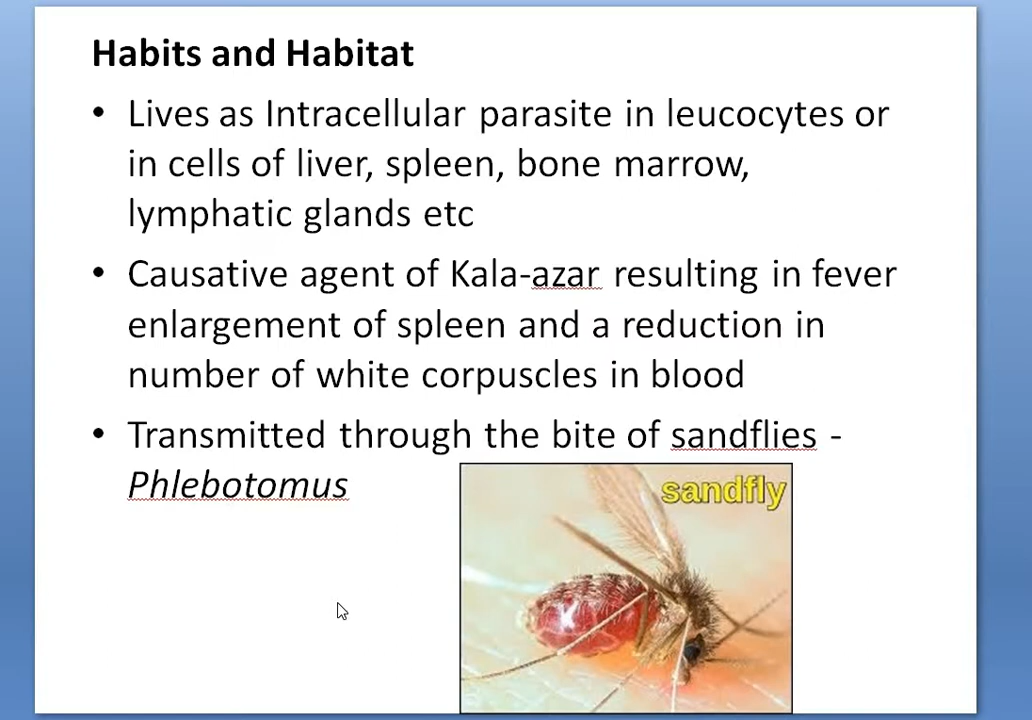 Habits and Habitat
• Lives as Intracellular parasite in leucocytes or
in cells of liver, spleen, bone marrow,
lymphatic glands etc
• Causative agent of Kala-azar resulting in fever
enlargement of spleen and a reduction in
number of white corpuscles in blood
• Transmitted through the bite of sandflies -
Phlebotomus
sandfly